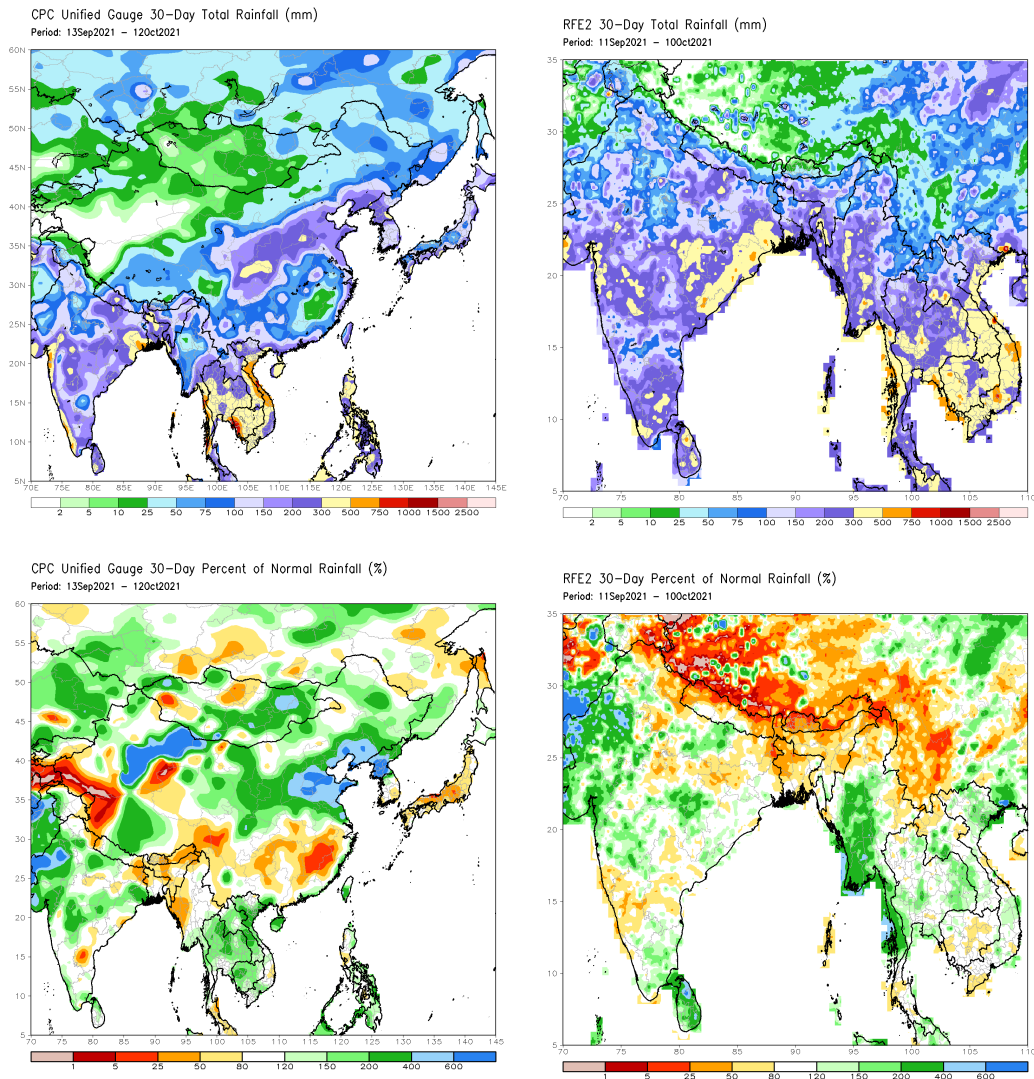 CPC Unified Gauge 30-Day Total Rainfall (mm)
Period: 13Sep2021 - 12Oct2021
60N
55N
50N
45N
40N
35N
30N
25N
20N
15N
10N
5N
70E 75E 80E 85E 90E 95E 100E 105E 110E 115E 120E 125E 130E 135E 140E 145E
2 5 10 25 50 75 100 150 200 300 500 750 1000 1500 2500
RFE2 30-Day Total Rainfall (mm)
Period: 11Sep2021 - 10Oct2021
35
30
25
20
15
10
5
70 75 80 85 90 95 100 105 110
2 5 10 25 50 75 100 150 200 300 500 750 1000 1500 2500
CPC Unified Gauge 30-Day Percent of Normal Rainfall (%)
Period: 13Sep2021 - 12Oct2021
60
55
50
45
40
35
30
25
20
15
10
5
70 75 80 85 90 95 100 105 110 115 120 125 130 135 140 145
1 5 25 50 80 120 150 200 400 600
RFE2 30-Day Percent of Normal Rainfall (%)
Period: 11Sep2021 - 10Oct2021
35
30
25
20
15
10
5
70 75 80 85 90 95 100 105 110
1 5 25 50 80 120 150 200 400 600